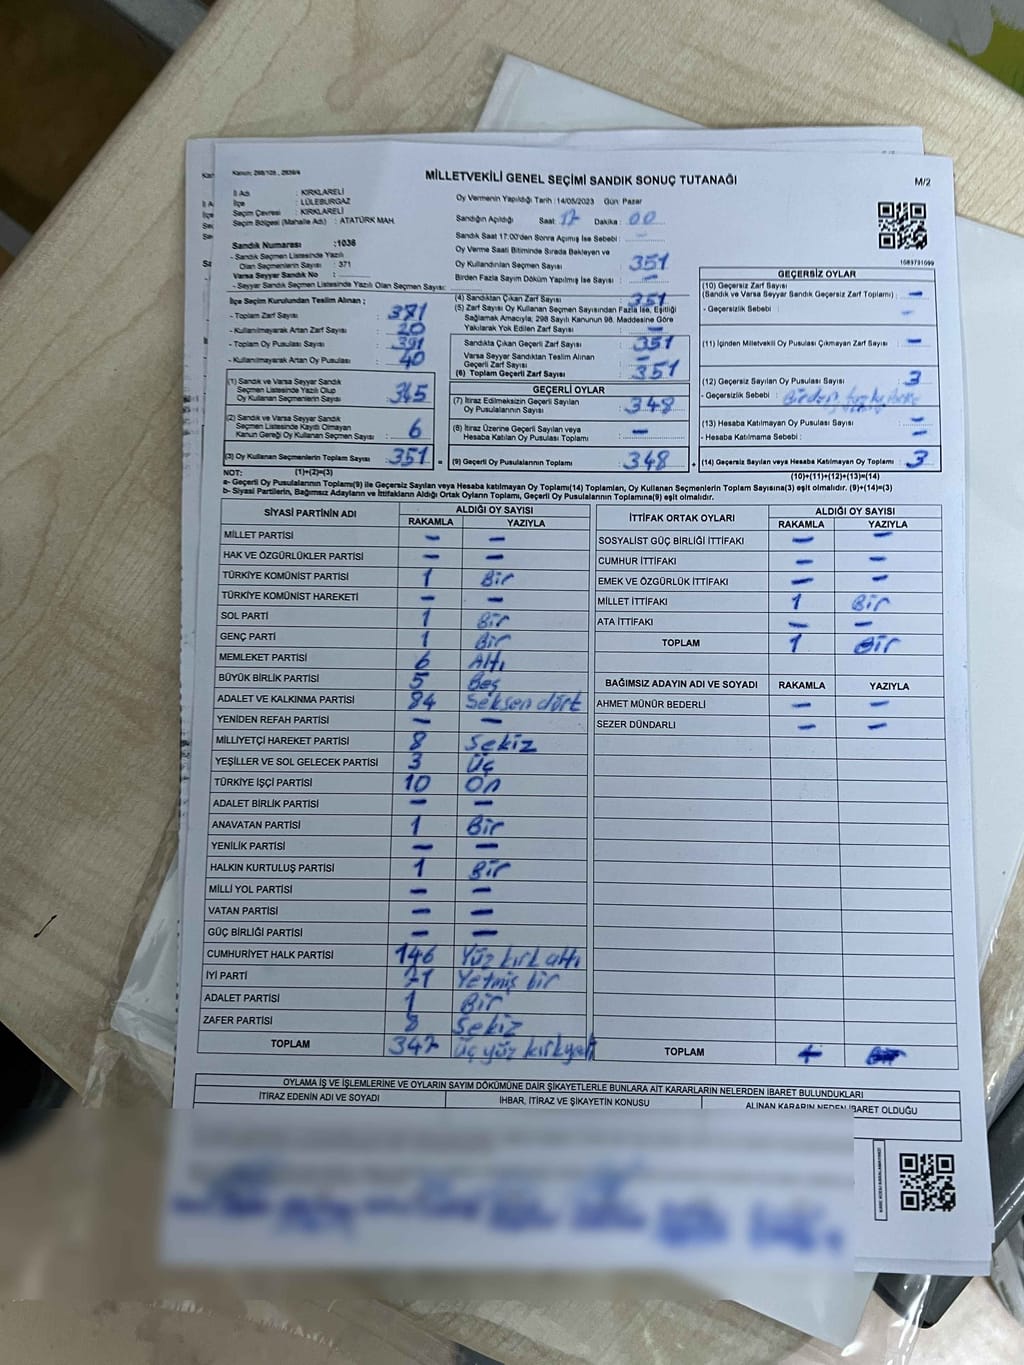 Kanun: 298/105 , 2839/4
MİLLETVEKİLİ GENEL SEÇİMİ SANDIK SONUÇ TUTANAĞI
M/2
İl Adı : KIRKLARELİ
İlçe : LÜLEBURGAZ
Seçim Çevresi : KIRKLARELİ
Seçim Bölgesi (Mahalle Adı) : ATATÜRK MAH.
Sandık Numarası :1036
- Sandık Seçmen Listesinde Yazılı
Olan Seçmenlerin Sayısı : 371
Varsa Seyyar Sandık No :
- Seyyar Sandık Seçmen Listesinde Yazılı Olan Seçmen Sayısı:
Oy Vermenin Yapıldığı Tarih :14/05/2023 Gün: Pazar
Sandığın Açıldığı Saat: 17 Dakika : 00
Sandık Saat 17:00'den Sonra Açımış İse Sebebi : -
Oy Verme Saati Bitiminde Sırada Bekleyen ve
Oy Kullandırılan Seçmen Sayısı : 351
Birden Fazla Sayım Döküm Yapılmış İse Sayısı : -
İlçe Seçim Kurulundan Teslim Alınan ;
- Toplam Zarf Sayısı : 371
- Kullanılmayarak Artan Zarf Sayısı : 20
- Toplam Oy Pusulası Sayısı : 391
- Kullanılmayarak Artan Oy Pusulası : 40
(1) Sandık ve Varsa Seyyar Sandık
Seçmen Listesinde Yazılı Olup
Oy Kullanan Seçmenlerin Sayısı : 345
(2) Sandık ve Varsa Seyyar Sandık
Seçmen Listesinde Kayıtlı Olmayan
Kanun Gereği Oy Kullanan Seçmen Sayısı : 6
(3) Oy Kullanan Seçmenlerin Toplam Sayısı : 351
(4) Sandıktan Çıkan Zarf Sayısı : 351
(5) Zarf Sayısı Oy Kullanan Seçmen Sayısından Fazla İse, Eşitliği
Sağlamak Amacıyla; 298 Sayılı Kanunun 98. Maddesine Göre
Yakılarak Yok Edilen Zarf Sayısı : -
Sandıkta Çıkan Geçerli Zarf Sayısı : 351
Varsa Seyyar Sandıktan Teslim Alınan
Geçerli Zarf Sayısı : -
(6) Toplam Geçerli Zarf Sayısı : 351
GEÇERLİ OYLAR
(7) İtiraz Edilmeksizin Geçerli Sayılan
Oy Pusulalarının Sayısı : 348
(8) İtiraz Üzerine Geçerli Sayılan veya
Hesaba Katılan Oy Pusulası Toplamı : -
= (9) Geçerli Oy Pusulalarının Toplamı : 348 +
1083731099
GEÇERSİZ OYLAR
(10) Geçersiz Zarf Sayısı
(Sandık ve Varsa Seyyar Sandık Geçersiz Zarf Toplamı) : -
- Geçersizlik Sebebi : -
(11) İçinden Milletvekili Oy Pusulası Çıkmayan Zarf Sayısı : -
(12) Geçersiz Sayılan Oy Pusulası Sayısı : 3
- Geçersizlik Sebebi : Birden fazla
(13) Hesaba Katılmayan Oy Pusulası Sayısı : -
- Hesaba Katılmama Sebebi : -
(14) Geçersiz Sayılan veya Hesaba Katılmayan Oy Toplamı : 3
NOT: (1)+(2)=(3) (10)+(11)+(12)+(13)=(14)
a- Geçerli Oy Pusulalarının Toplamı(9) ile Geçersiz Sayılan veya Hesaba Katılmayan Oy Toplamı(14) Toplamları, Oy Kullanan Seçmenlerin Toplam Sayısına(3) eşit olmalıdır. (9)+(14)=(3)
b- Siyasi Partilerin, Bağımsız Adayların ve İttifakların Aldığı Ortak Oyların Toplamı, Geçerli Oy Pusulalarının Toplamına(9) eşit olmalıdır.
SİYASİ PARTİNİN ADI ALDIĞI OY SAYISI
RAKAMLA YAZIYLA
MİLLET PARTİSİ - -
HAK VE ÖZGÜRLÜKLER PARTİSİ - -
TÜRKİYE KOMÜNİST PARTİSİ 1 Bir
TÜRKİYE KOMÜNİST HAREKETİ - -
SOL PARTİ 1 Bir
GENÇ PARTİ 1 Bir
MEMLEKET PARTİSİ 6 Altı
BÜYÜK BİRLİK PARTİSİ 5 Beş
ADALET VE KALKINMA PARTİSİ 84 Seksen dört
YENİDEN REFAH PARTİSİ - -
MİLLİYETÇİ HAREKET PARTİSİ 8 Sekiz
YEŞİLLER VE SOL GELECEK PARTİSİ 3 Üç
TÜRKİYE İŞÇİ PARTİSİ 10 On
ADALET BİRLİK PARTİSİ - -
ANAVATAN PARTİSİ 1 Bir
YENİLİK PARTİSİ - -
HALKIN KURTULUŞ PARTİSİ 1 Bir
MİLLİ YOL PARTİSİ - -
VATAN PARTİSİ - -
GÜÇ BİRLİĞİ PARTİSİ - -
CUMHURİYET HALK PARTİSİ 146 Yüz kırk altı
İYİ PARTİ 71 Yetmiş bir
ADALET PARTİSİ 1 Bir
ZAFER PARTİSİ 8 Sekiz
TOPLAM 347 üç yüz kırkyedi
İTTİFAK ORTAK OYLARI ALDIĞI OY SAYISI
RAKAMLA YAZIYLA
SOSYALİST GÜÇ BİRLİĞİ İTTİFAKI - -
CUMHUR İTTİFAKI - -
EMEK VE ÖZGÜRLÜK İTTİFAKI - -
MİLLET İTTİFAKI 1 Bir
ATA İTTİFAKI - -
TOPLAM 1 Bir
BAĞIMSIZ ADAYIN ADI VE SOYADI RAKAMLA YAZIYLA
AHMET MÜNÜR BEDERLİ - -
SEZER DÜNDARLI - -
TOPLAM
OYLAMA İŞ VE İŞLEMLERİNE VE OYLARIN SAYIM DÖKÜMÜNE DAİR ŞİKAYETLERLE BUNLARA AİT KARARLARIN NELERDEN İBARET BULUNDUKLARI
İTİRAZ EDENİN ADI VE SOYADI İHBAR, İTİRAZ VE ŞİKAYETİN KONUSU ALINAN KARARIN NEDEN İBARET OLDUĞU